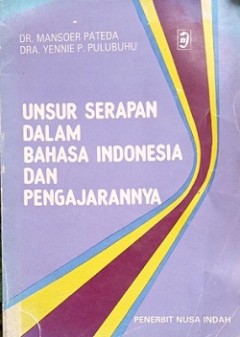 DR. MANSOER PATEDA
DRA. YENNIE P. PULUBUHU
UNSUR SERAPAN
DALAM
BAHASA INDONESIA
DAN
PENGAJARANNYA
PENERBIT NUSA INDAH